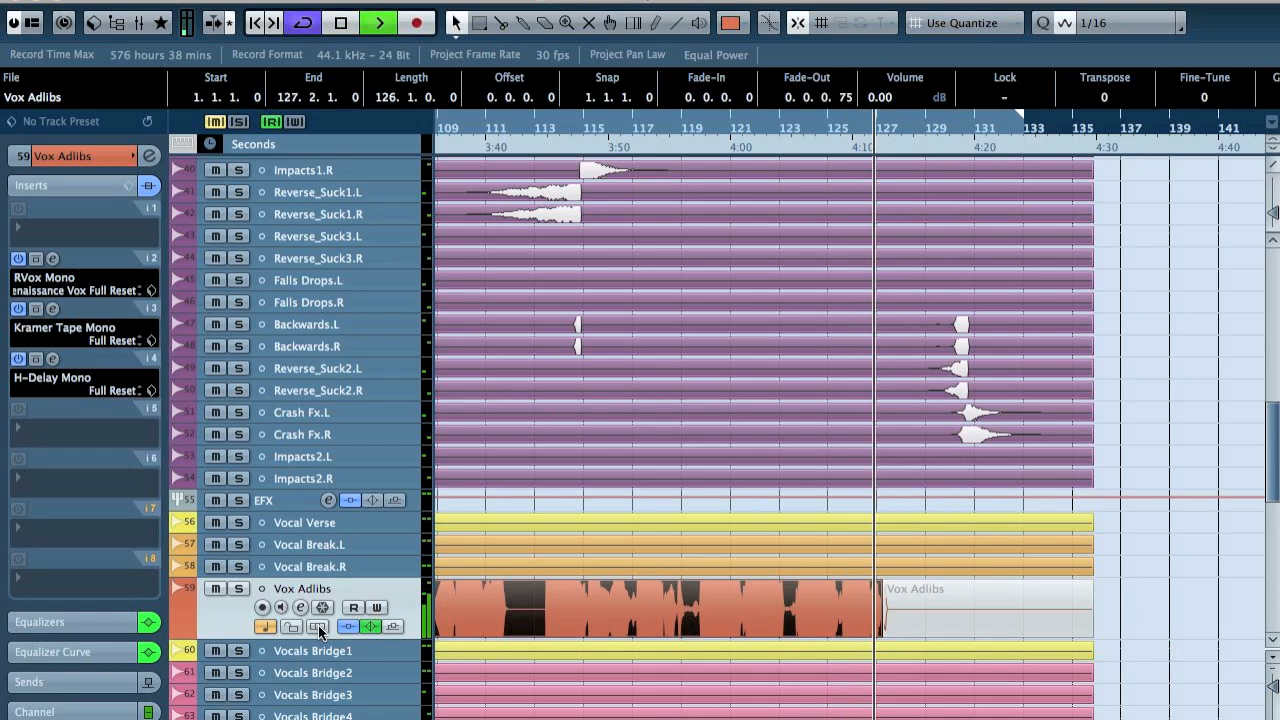 Use Quantize
Q
1/16
Record Time Max 576 hours 38 mins Record Format 44.1 kHz - 24 Bit Project Frame Rate 30 fps Project Pan Law Equal Power
File Start End Length Offset Snap Fade-In Fade-Out Volume Lock Transpose Fine-Tune G
Vox Adlibs 1. 1. 1. 0 127. 2. 1. 0 126. 1. 0. 0 0. 0. 0. 0 1. 1. 1. 0 0. 0. 0. 0 0. 0. 0. 75 0.00 dB - 0 0
No Track Preset
[M] [S] [R] [W]
109 111 113 115 117 119 121 123 125 127 129 131 133 135 137 139 141
Seconds
3:40 3:50 4:00 4:10 4:20 4:30 4:40
59 Vox Adlibs
Inserts
i 1
i 2
RVox Mono
naissance Vox Full Reset
i 3
Kramer Tape Mono
Full Reset
i 4
H-Delay Mono
Full Reset
i 5
i 6
i 7
i 8
Equalizers
Equalizer Curve
Sends
Channel
40 m S Impacts1.R
41 m S Reverse_Suck1.L
42 m S Reverse_Suck1.R
43 m S Reverse_Suck3.L
44 m S Reverse_Suck3.R
45 m S Falls Drops.L
46 m S Falls Drops.R
47 m S Backwards.L
48 m S Backwards.R
49 m S Reverse_Suck2.L
50 m S Reverse_Suck2.R
51 m S Crash Fx.L
52 m S Crash Fx.R
53 m S Impacts2.L
54 m S Impacts2.R
55 m S EFX e
56 m S Vocal Verse
57 m S Vocal Break.L
58 m S Vocal Break.R
59 m S Vox Adlibs
e R W
Vox Adlibs
60 m S Vocals Bridge1
61 m S Vocals Bridge2
62 m S Vocals Bridge3
63 m S Vocals Bridge4